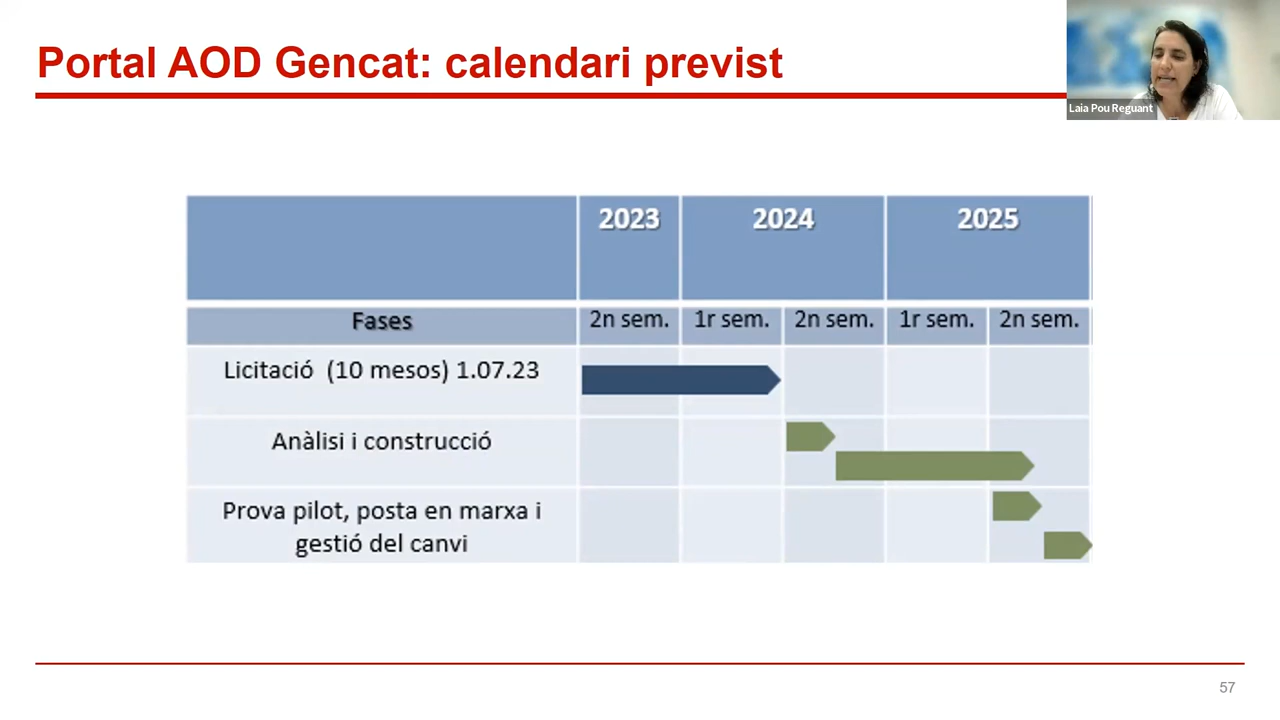 Portal AOD Gencat: calendari previst
Laia Pou Reguant
2023 2024 2025
Fases 2n sem. 1r sem. 2n sem. 1r sem. 2n sem.
Licitació (10 mesos) 1.07.23
Anàlisi i construcció
Prova pilot, posta en marxa i
gestió del canvi
57